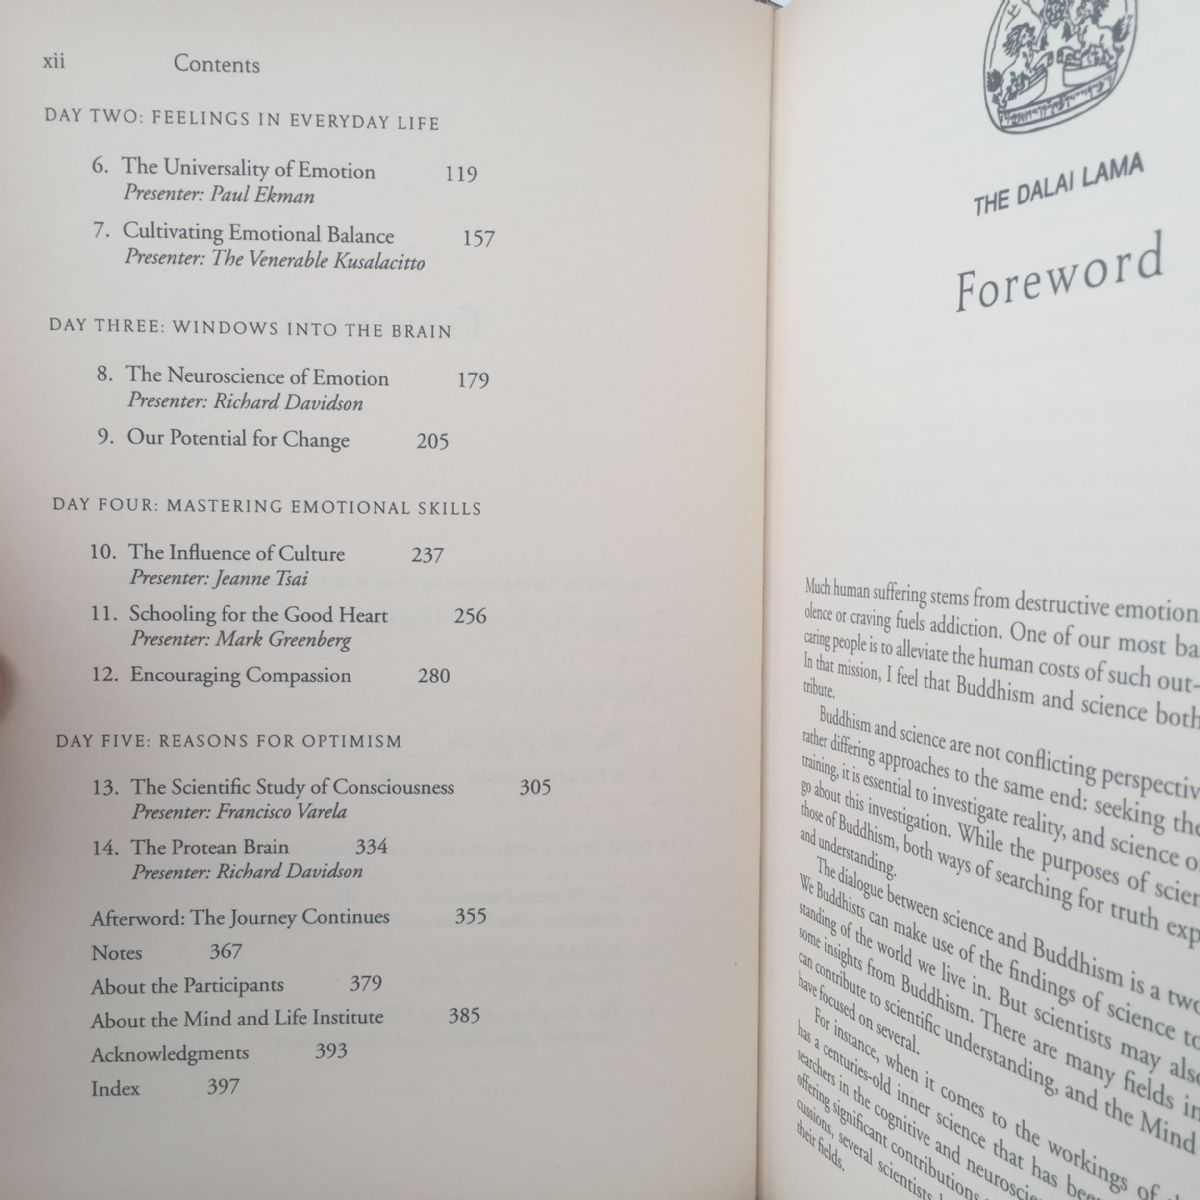 xii Contents
DAY TWO: FEELINGS IN EVERYDAY LIFE
6. The Universality of Emotion 119
Presenter: Paul Ekman
7. Cultivating Emotional Balance 157
Presenter: The Venerable Kusalacitto
DAY THREE: WINDOWS INTO THE BRAIN
8. The Neuroscience of Emotion 179
Presenter: Richard Davidson
9. Our Potential for Change 205
DAY FOUR: MASTERING EMOTIONAL SKILLS
10. The Influence of Culture 237
Presenter: Jeanne Tsai
11. Schooling for the Good Heart 256
Presenter: Mark Greenberg
12. Encouraging Compassion 280
DAY FIVE: REASONS FOR OPTIMISM
13. The Scientific Study of Consciousness 305
Presenter: Francisco Varela
14. The Protean Brain 334
Presenter: Richard Davidson
Afterword: The Journey Continues 355
Notes 367
About the Participants 379
About the Mind and Life Institute 385
Acknowledgments 393
Index 397
THE DALAI LAMA
Foreword
Much human suffering stems from destructive emotion
olence or craving fuels addiction. One of our most ba
caring people is to alleviate the human costs of such out-
In that mission, I feel that Buddhism and science both
tribute.
Buddhism and science are not conflicting perspectiv
rather differing approaches to the same end: seeking the
training, it is essential to investigate reality, and science o
go about this investigation. While the purposes of scien
those of Buddhism, both ways of searching for truth exp
and understanding.
The dialogue between science and Buddhism is a two
We Buddhists can make use of the findings of science to
standing of the world we live in. But scientists may also
some insights from Buddhism. There are many fields in
can contribute to scientific understanding, and the Mind
have focused on several.
For instance, when it comes to the workings of
has a centuries-old inner science that has bee
searchers in the cognitive and neuroscie
offering significant contributions
cussions, several scientists
their fields.